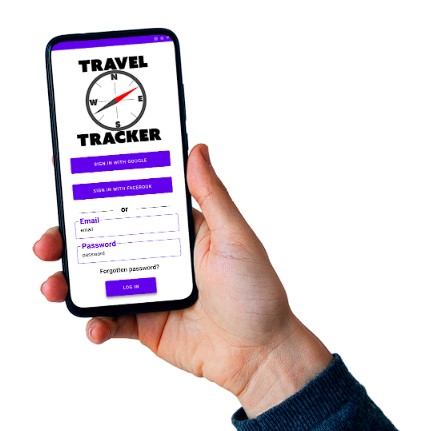 TRAVEL
N
W E
S
TRACKER
SIGN IN WITH GOOGLE
SIGN IN WITH FACEBOOK
or
Email
email
Password
password
Forgotten password?
LOG IN